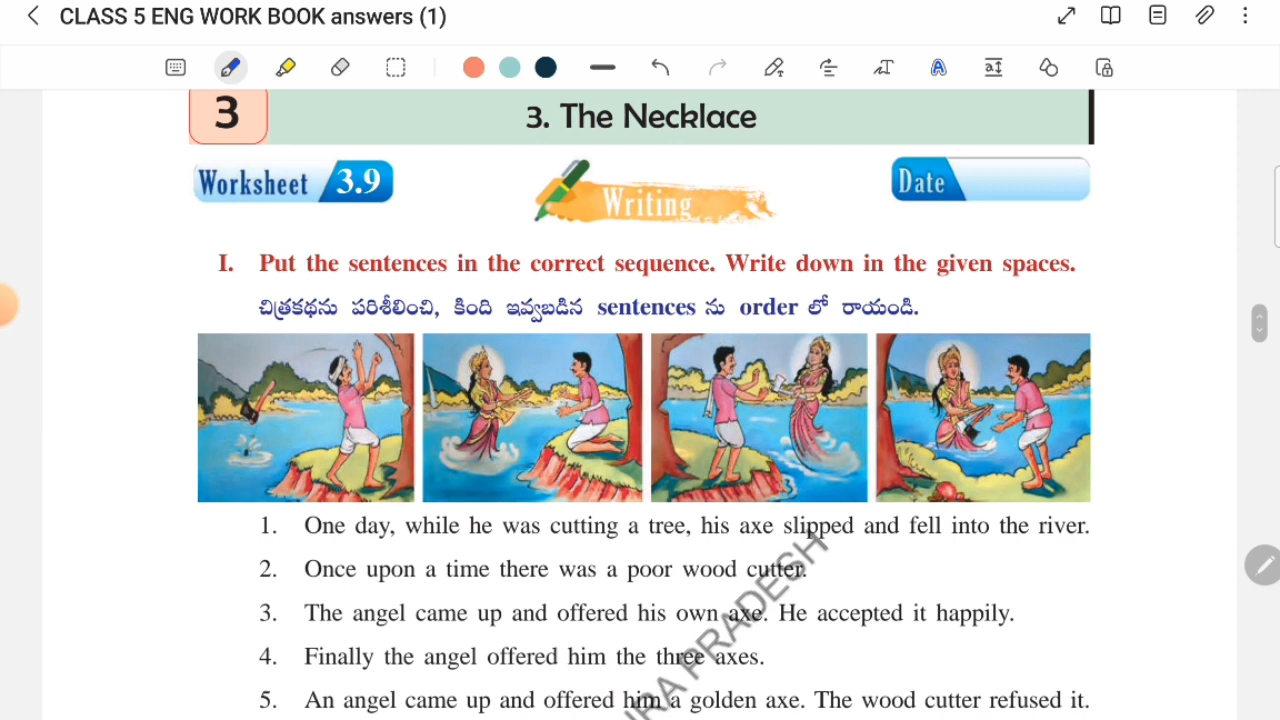 CLASS 5 ENG WORK BOOK answers (1)
3
3. The Necklace
Worksheet 3.9
Writing
Date
I. Put the sentences in the correct sequence. Write down in the given spaces.
చిత్రకథను పరిశీలించి, కింది ఇవ్వబడిన sentences ను order లో రాయండి.
1. One day, while he was cutting a tree, his axe slipped and fell into the river.
2. Once upon a time there was a poor wood cutter.
3. The angel came up and offered his own axe. He accepted it happily.
4. Finally the angel offered him the three axes.
5. An angel came up and offered him a golden axe. The wood cutter refused it.
RA PRADESH